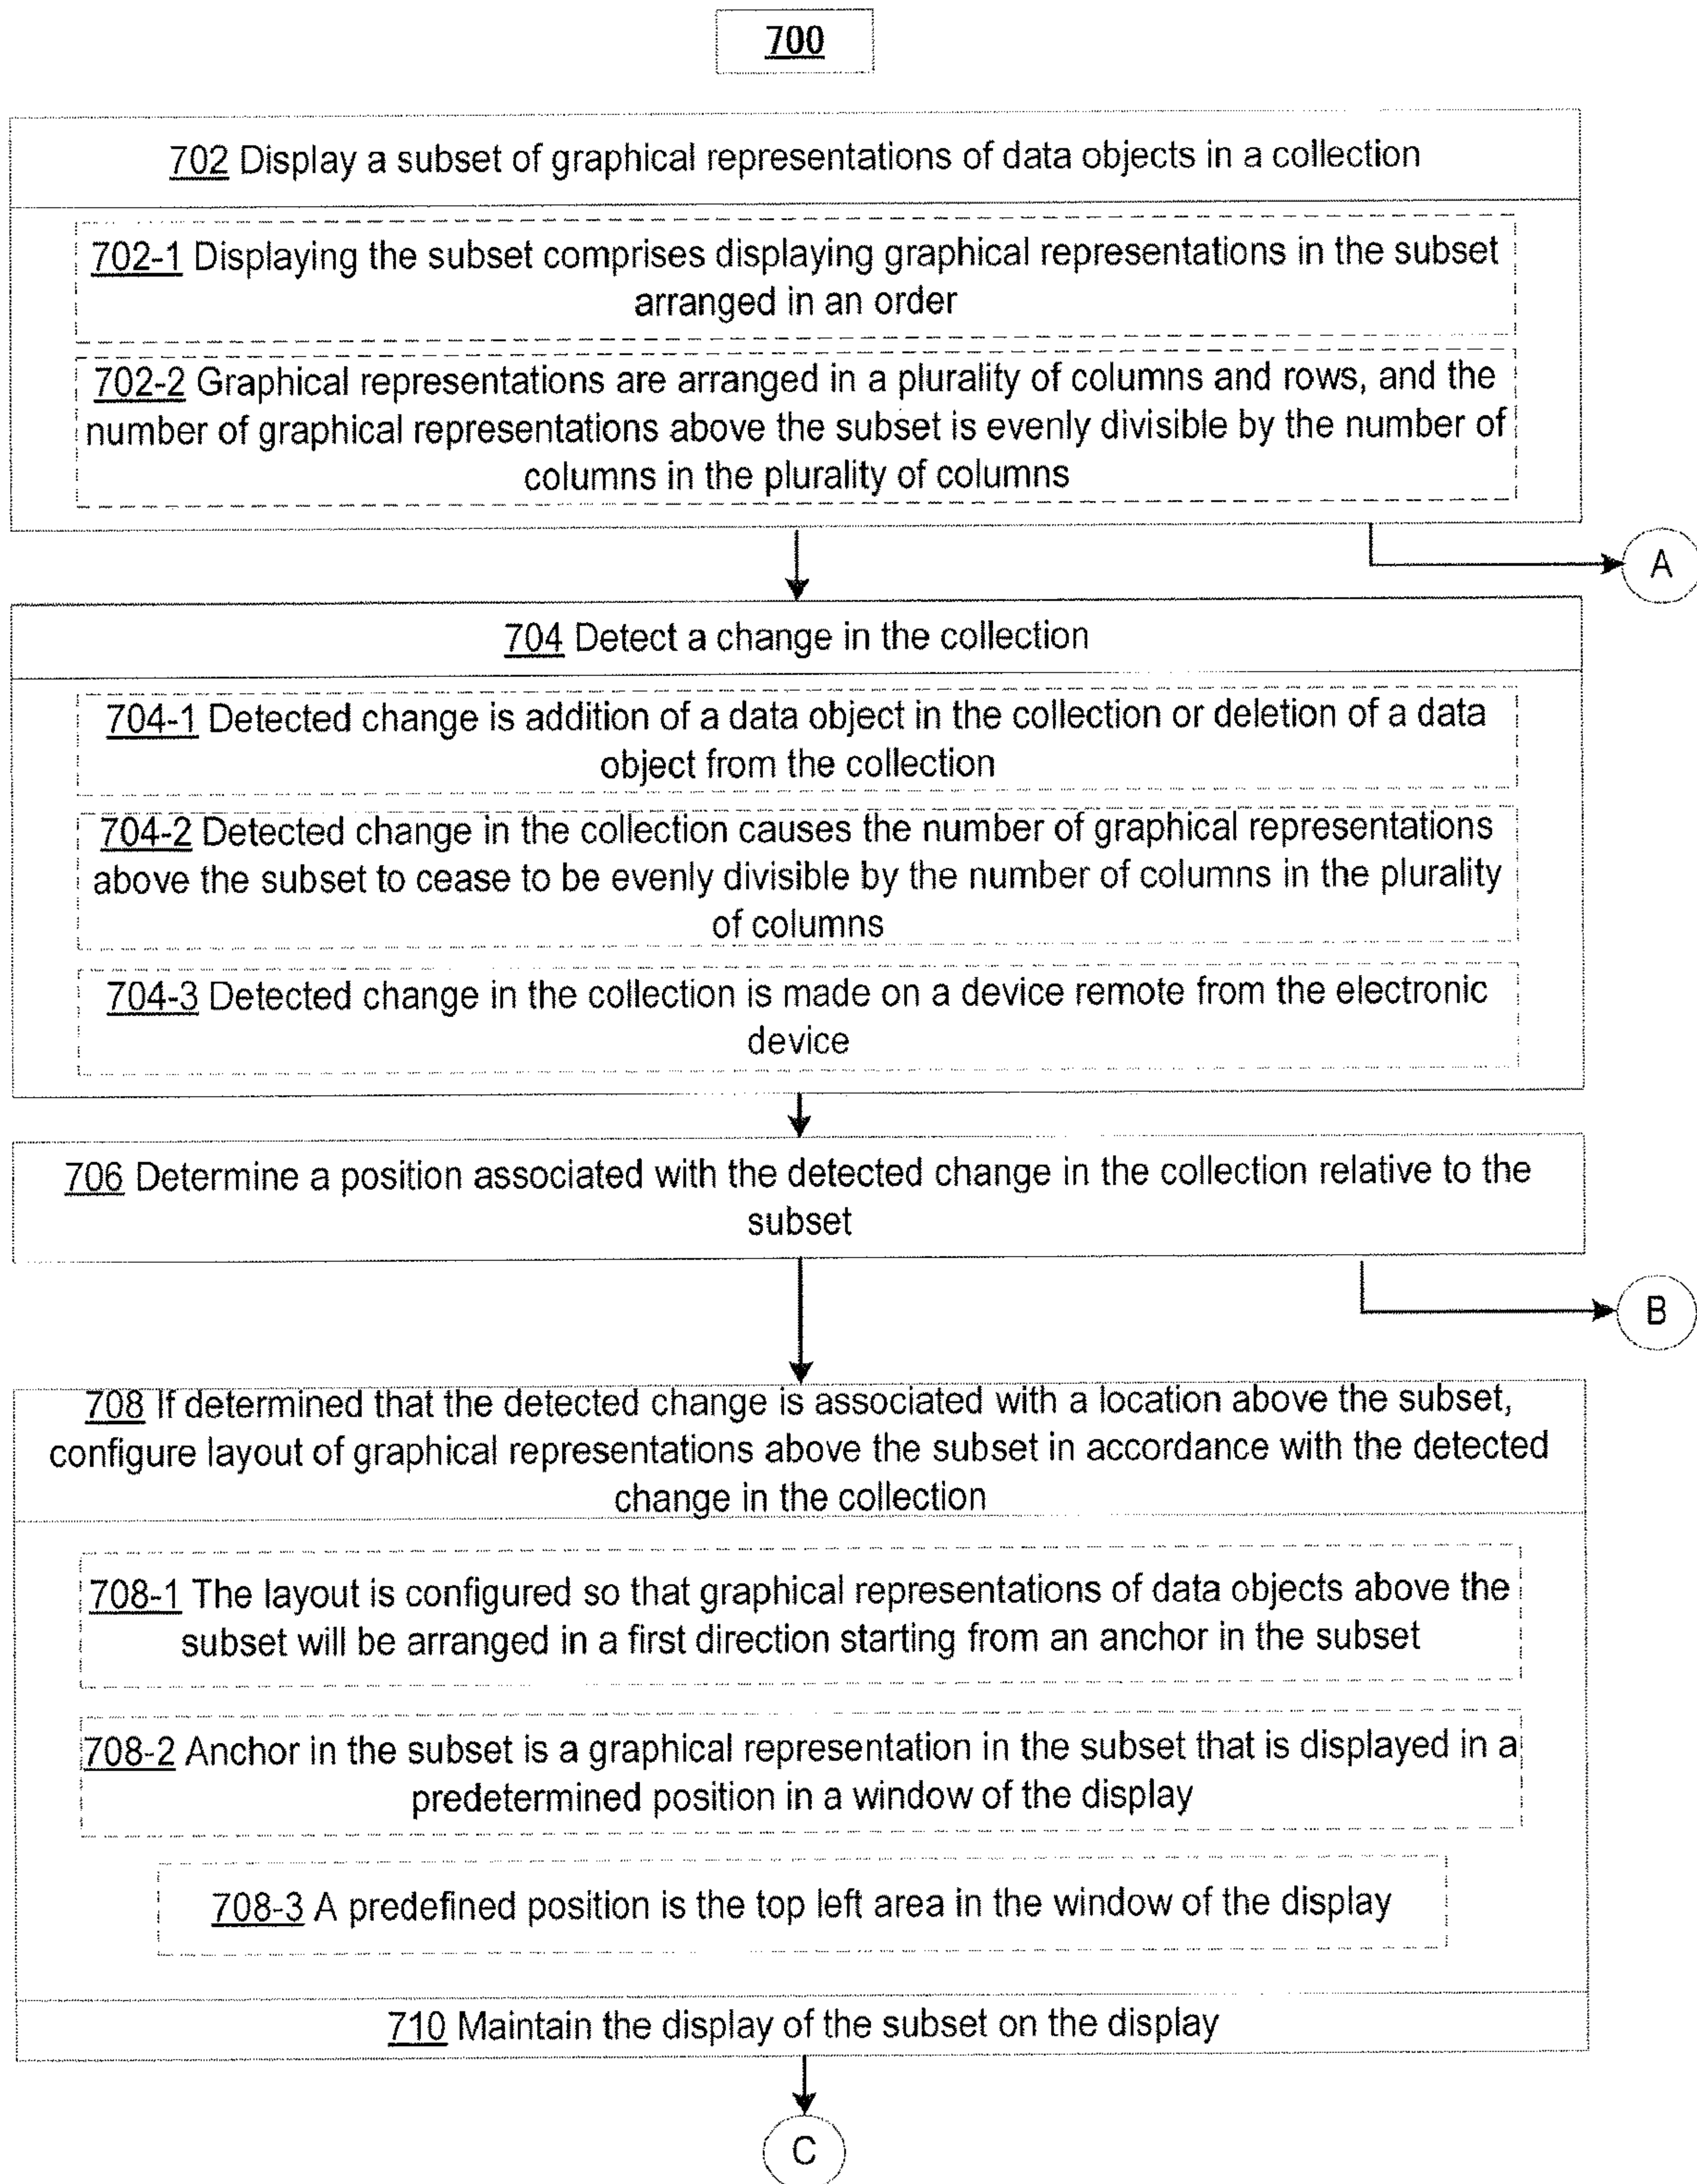 700
702 Display a subset of graphical representations of data objects in a collection
702-1 Displaying the subset comprises displaying graphical representations in the subset
arranged in an order
702-2 Graphical representations are arranged in a plurality of columns and rows, and the
number of graphical representations above the subset is evenly divisible by the number of
columns in the plurality of columns
A
704 Detect a change in the collection
704-1 Detected change is addition of a data object in the collection or deletion of a data
object from the collection
704-2 Detected change in the collection causes the number of graphical representations
above the subset to cease to be evenly divisible by the number of columns in the plurality
of columns
704-3 Detected change in the collection is made on a device remote from the electronic
device
706 Determine a position associated with the detected change in the collection relative to the
subset
B
708 If determined that the detected change is associated with a location above the subset,
configure layout of graphical representations above the subset in accordance with the detected
change in the collection
708-1 The layout is configured so that graphical representations of data objects above the
subset will be arranged in a first direction starting from an anchor in the subset
708-2 Anchor in the subset is a graphical representation in the subset that is displayed in a
predetermined position in a window of the display
708-3 A predefined position is the top left area in the window of the display
710 Maintain the display of the subset on the display
C